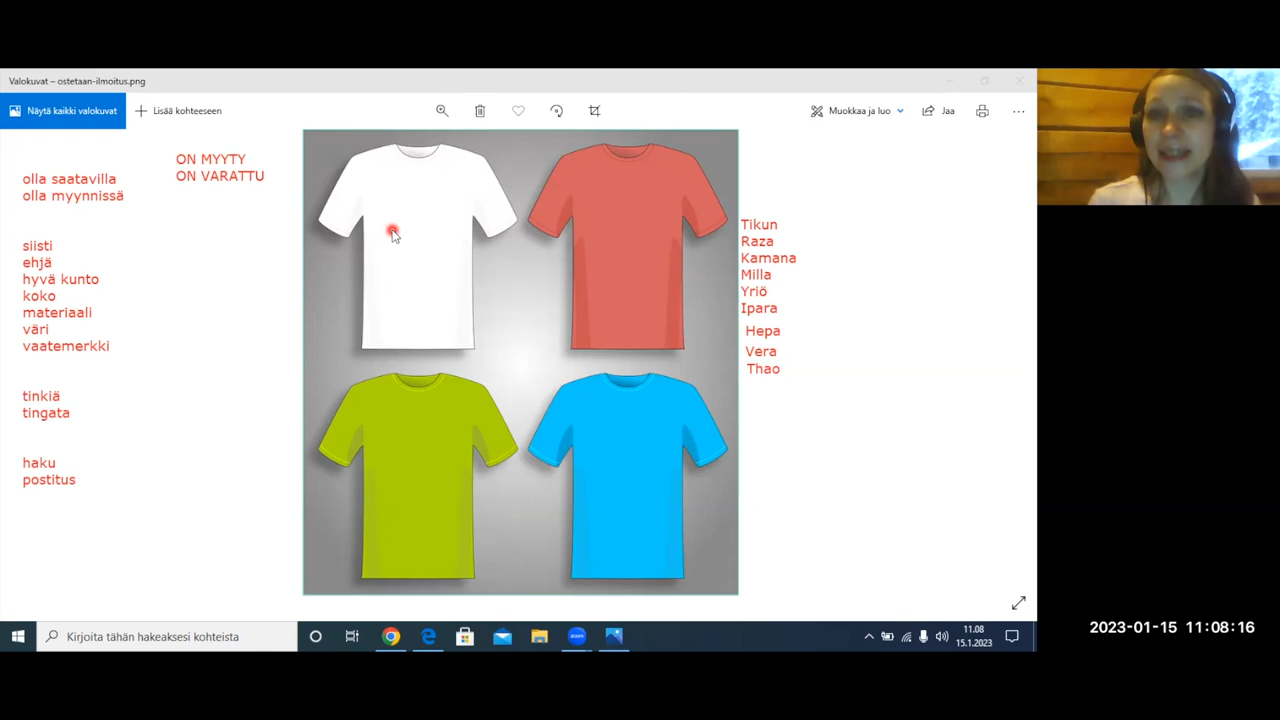 Valokuvat – ostetaan-ilmoitus.png
Näytä kaikki valokuvat
Lisää kohteeseen
Muokkaa ja luo
Jaa
ON MYYTY
ON VARATTU
olla saatavilla
olla myynnissä
siisti
ehjä
hyvä kunto
koko
materiaali
väri
vaatemerkki
tinkiä
tingata
haku
postitus
Tikun
Raza
Kamana
Milla
Yriö
Ipara
Hepa
Vera
Thao
Kirjoita tähän hakeaksesi kohteista
zoom
11.08
15.1.2023
2023-01-15 11:08:16